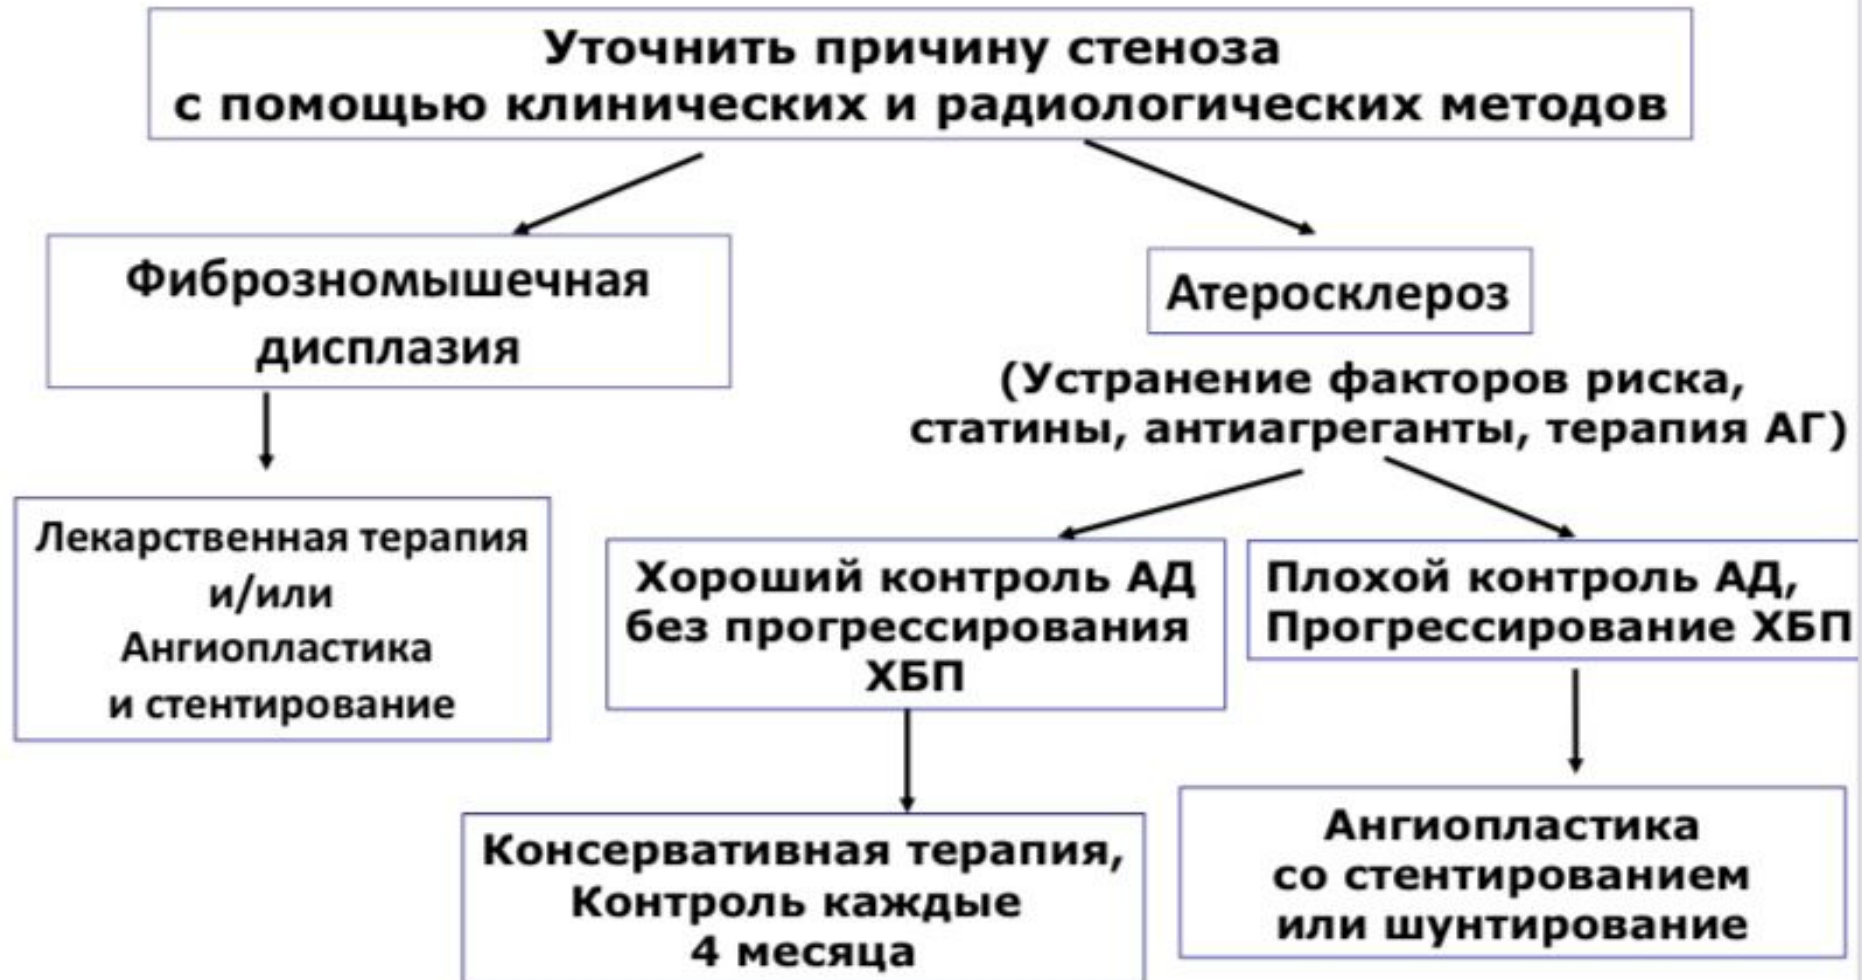 Уточнить причину стеноза
с помощью клинических и радиологических методов
Фиброзномышечная
дисплазия
Атеросклероз
(Устранение факторов риска,
статины, антиагреганты, терапия АГ)
Лекарственная терапия
и/или
Ангиопластика
и стентирование
Хороший контроль АД
без прогрессирования
ХБП
Плохой контроль АД,
Прогрессирование ХБП
Консервативная терапия,
Контроль каждые
4 месяца
Ангиопластика
со стентированием
или шунтирование